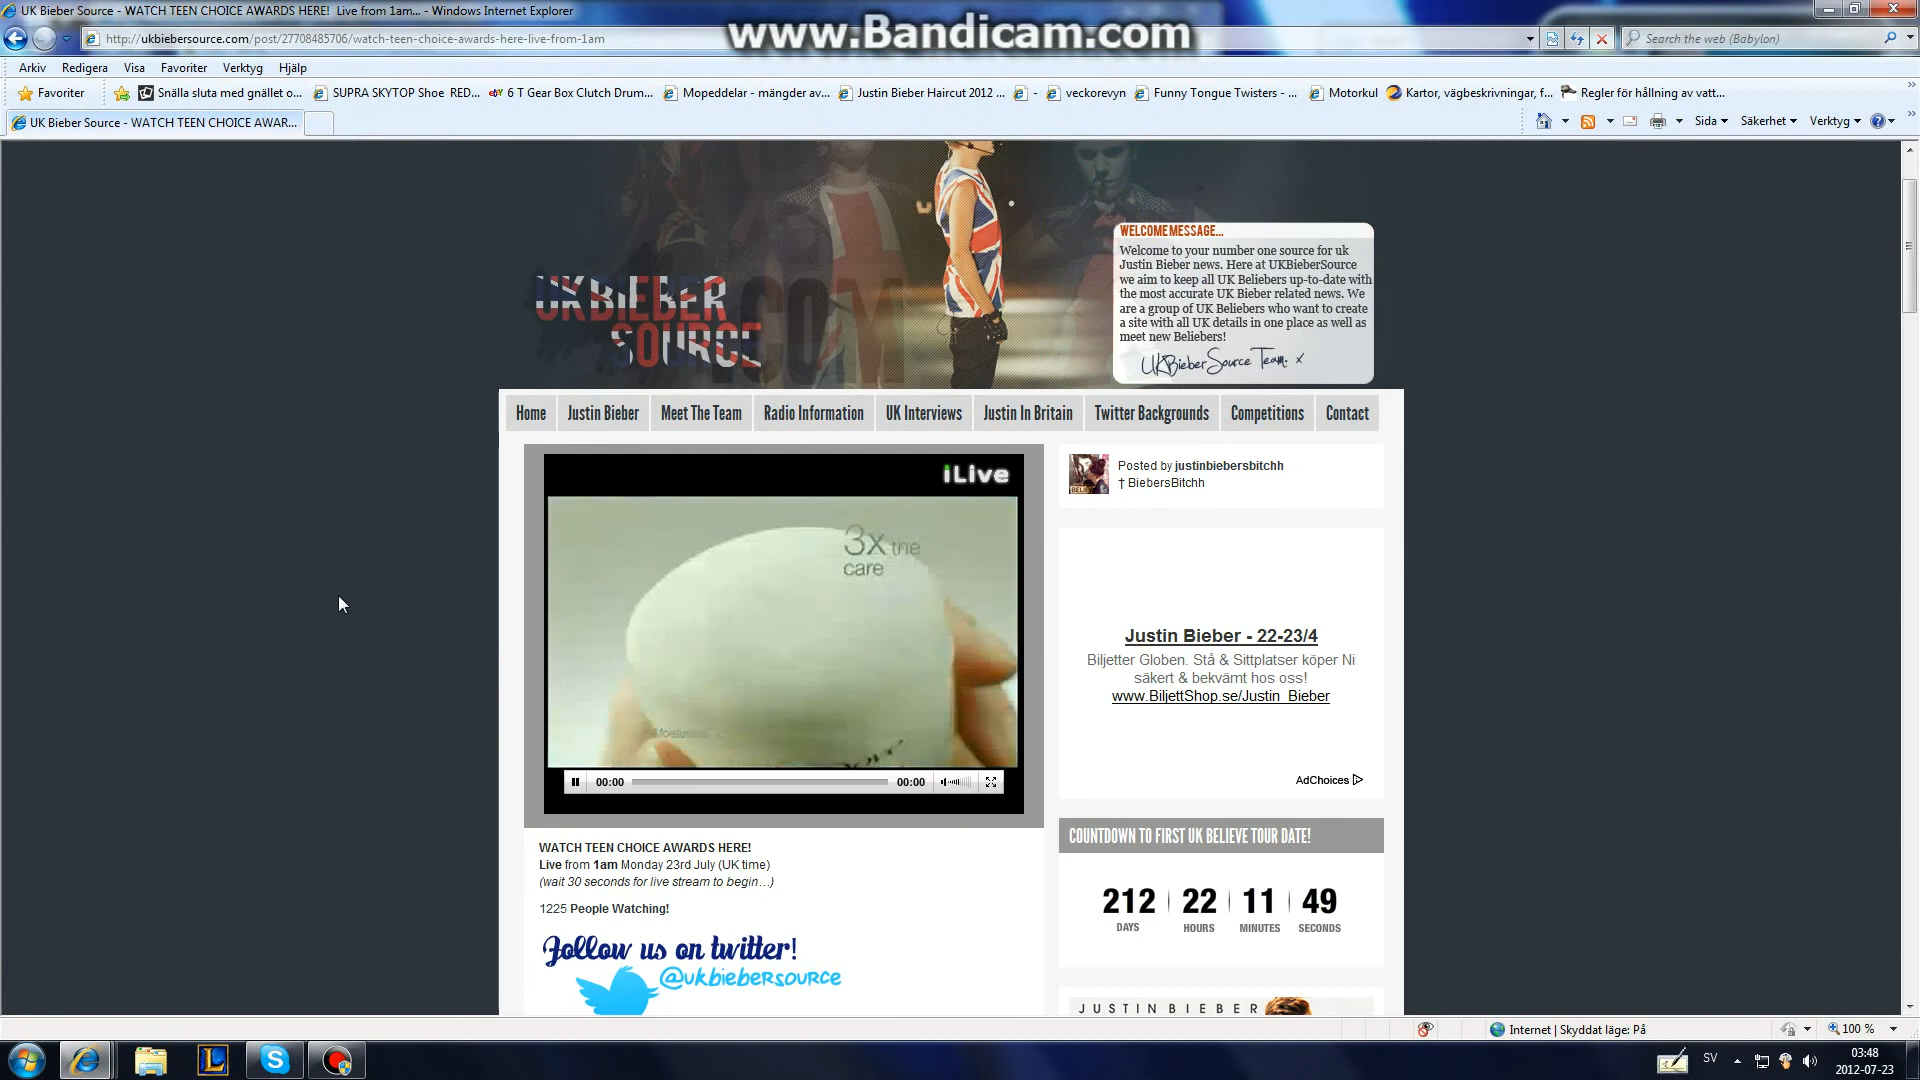 UK Bieber Source - WATCH TEEN CHOICE AWARDS HERE!  Live from 1am... - Windows Internet Explorer
www.Bandicam.com
http://ukbiebersource.com/post/27708485706/watch-teen-choice-awards-here-live-from-1am
Search the web (Babylon)
Arkiv Redigera Visa Favoriter Verktyg Hjälp
Favoriter Snälla sluta med gnället o... SUPRA SKYTOP Shoe RED... 6 T Gear Box Clutch Drum... Mopeddelar - mängder av... Justin Bieber Haircut 2012 ... - veckorevyn Funny Tongue Twisters - ... Motorkul Kartor, vägbeskrivningar, f... Regler för hållning av vatt...
UK Bieber Source - WATCH TEEN CHOICE AWAR...
Sida Säkerhet Verktyg
UKBIEBER
SOURCE
.COM
WELCOME MESSAGE...
Welcome to your number one source for uk
Justin Bieber news. Here at UKBieberSource
we aim to keep all UK Beliebers up-to-date with
the most accurate UK Bieber related news. We
are a group of UK Beliebers who want to create
a site with all UK details in one place as well as
meet new Beliebers!
UKBieberSource Team. x
Home Justin Bieber Meet The Team Radio Information UK Interviews Justin In Britain Twitter Backgrounds Competitions Contact
iLive
3x the
care
00:00 00:00
Posted by justinbiebersbitchh
† BiebersBitchh
Justin Bieber - 22-23/4
Biljetter Globen. Stå & Sittplatser köper Ni
säkert & bekvämt hos oss!
www.BiljettShop.se/Justin_Bieber
AdChoices
WATCH TEEN CHOICE AWARDS HERE!
Live from 1am Monday 23rd July (UK time)
(wait 30 seconds for live stream to begin...)
1225 People Watching!
Follow us on twitter!
@ukbiebersource
COUNTDOWN TO FIRST UK BELIEVE TOUR DATE!
212 22 11 49
DAYS HOURS MINUTES SECONDS
JUSTIN BIEBER
Internet | Skyddat läge: På
100 %
SV
03:48
2012-07-23